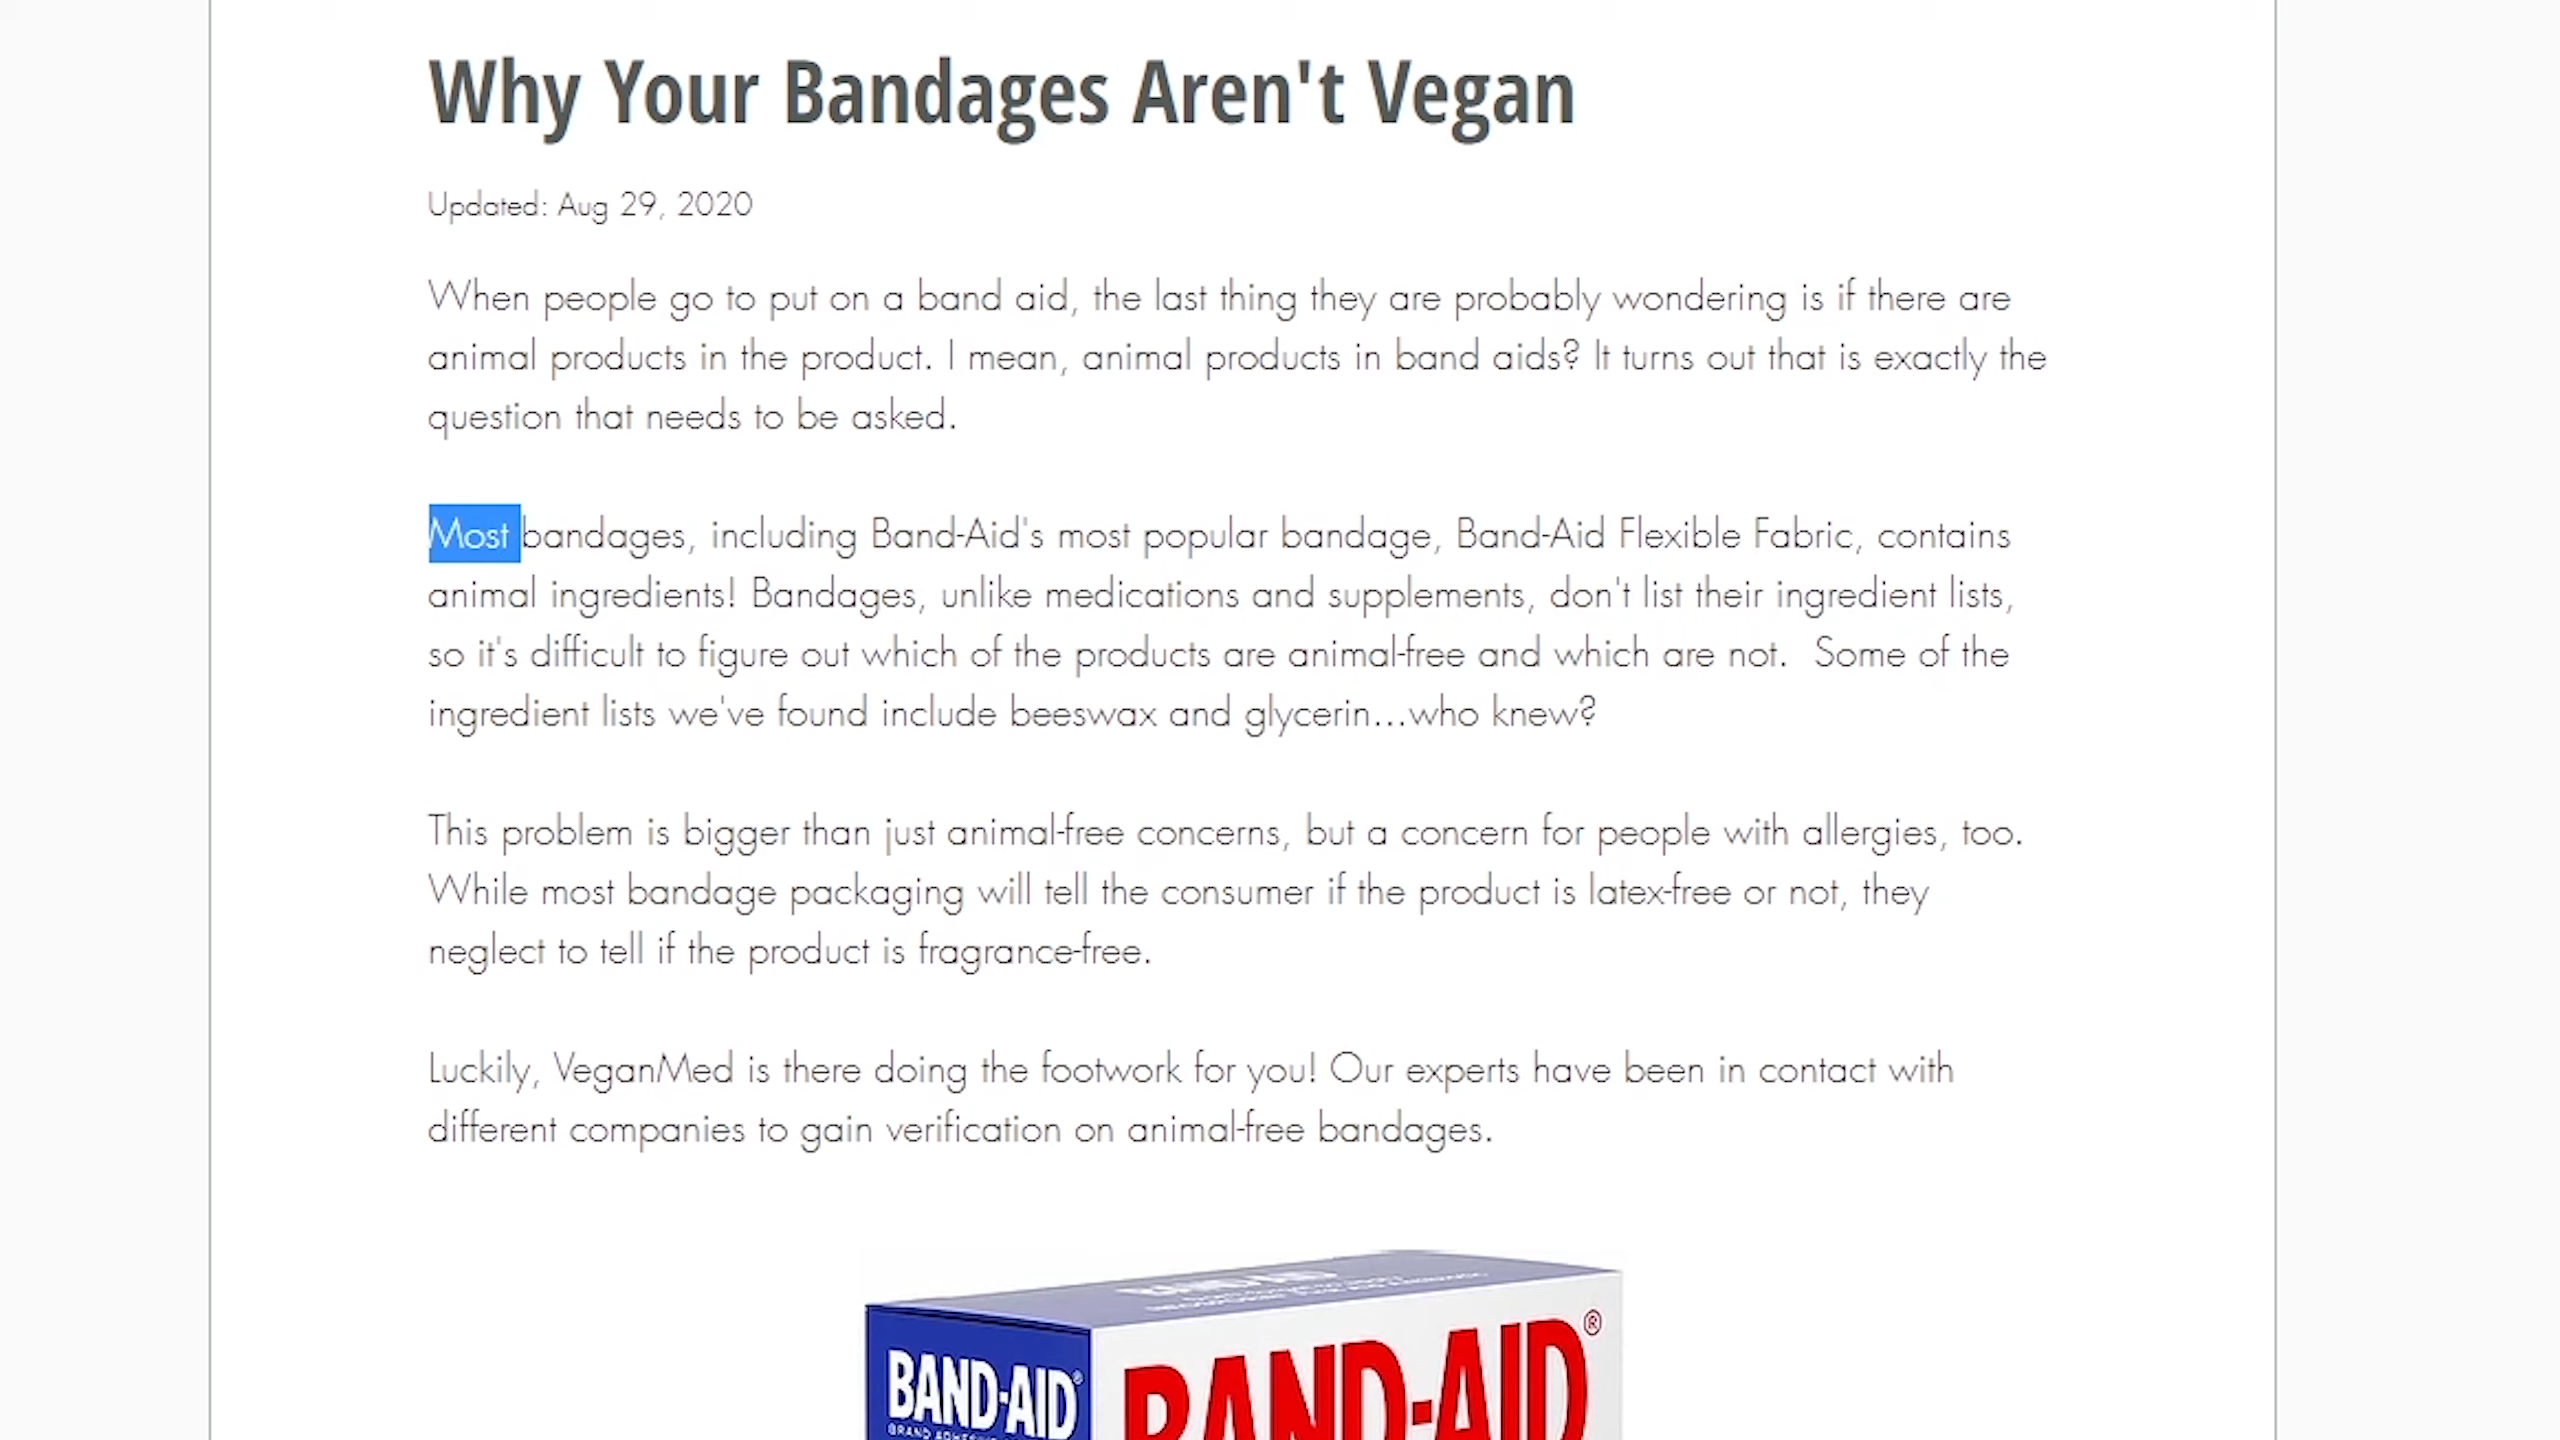 Why Your Bandages Aren't Vegan
Updated: Aug 29, 2020
When people go to put on a band aid, the last thing they are probably wondering is if there are
animal products in the product. I mean, animal products in band aids? It turns out that is exactly the
question that needs to be asked.
Most bandages, including Band-Aid's most popular bandage, Band-Aid Flexible Fabric, contains
animal ingredients! Bandages, unlike medications and supplements, don't list their ingredient lists,
so it's difficult to figure out which of the products are animal-free and which are not.  Some of the
ingredient lists we've found include beeswax and glycerin...who knew?
This problem is bigger than just animal-free concerns, but a concern for people with allergies, too.
While most bandage packaging will tell the consumer if the product is latex-free or not, they
neglect to tell if the product is fragrance-free.
Luckily, VeganMed is there doing the footwork for you! Our experts have been in contact with
different companies to gain verification on animal-free bandages.
BAND-AID®
BAND-AID®